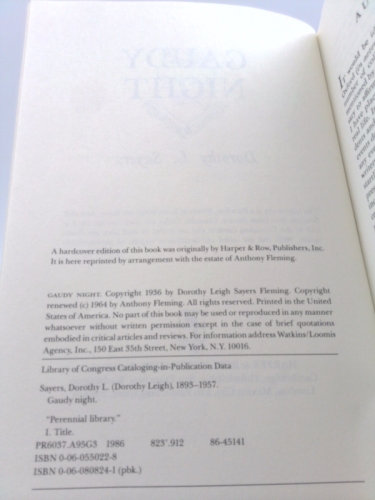 A hardcover edition of this book was originally by Harper & Row, Publishers, Inc.
It is here reprinted by arrangement with the estate of Anthony Fleming.
GAUDY NIGHT. Copyright 1936 by Dorothy Leigh Sayers Fleming. Copyright
renewed (c) 1964 by Anthony Fleming. All rights reserved. Printed in the United
States of America. No part of this book may be used or reproduced in any manner
whatsoever without written permission except in the case of brief quotations
embodied in critical articles and reviews. For information address Watkins/Loomis
Agency, Inc., 150 East 35th Street, New York, N.Y. 10016.
Library of Congress Cataloging-in-Publication Data
Sayers, Dorothy L. (Dorothy Leigh), 1893–1957.
Gaudy night.
"Perennial library."
I. Title.
PR6037.A95G3 1986 823'.912 86-45141
ISBN 0-06-055022-8
ISBN 0-06-080824-1 (pbk.)
GAUDY
NIGHT
Dorothy L. Sayers